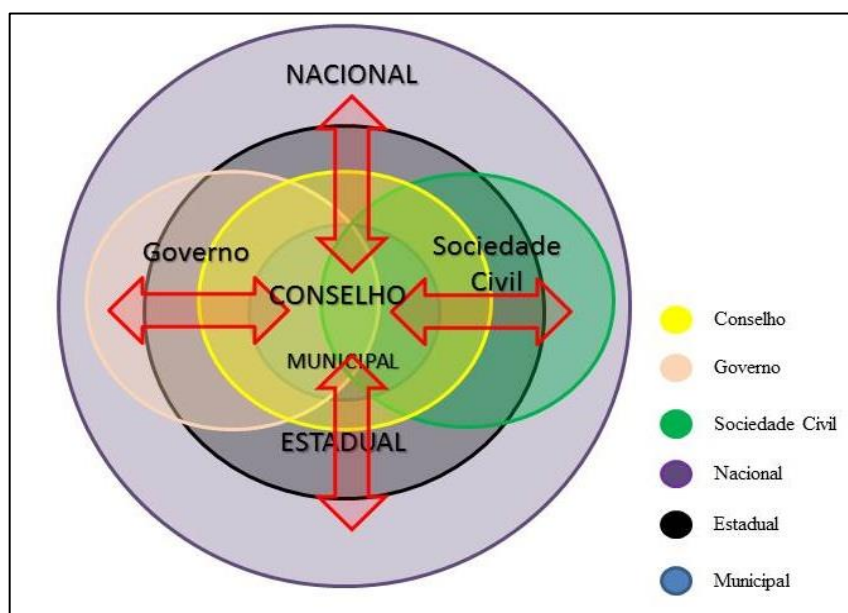 NACIONAL
Governo
Sociedade
Civil
CONSELHO
MUNICIPAL
ESTADUAL
Conselho
Governo
Sociedade Civil
Nacional
Estadual
Municipal